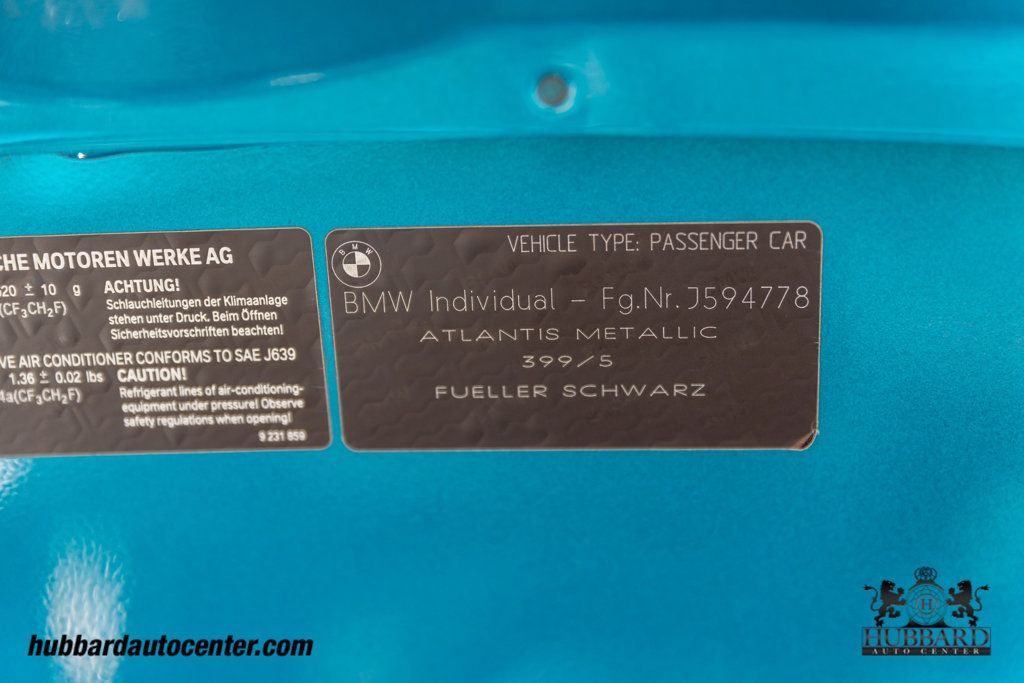 CHE MOTOREN WERKE AG
620 ± 10 g ACHTUNG!
(CF3CH2F) Schlauchleitungen der Klimaanlage
stehen unter Druck. Beim Öffnen
Sicherheitsvorschriften beachten!
VE AIR CONDITIONER CONFORMS TO SAE J639
1.36 ± 0.02 lbs CAUTION!
4a(CF3CH2F) Refrigerant lines of air-conditioning-
equipment under pressure! Observe
safety regulations when opening!
9 231 859
BMW
VEHICLE TYPE: PASSENGER CAR
BMW Individual - Fg.Nr. J594778
ATLANTIS METALLIC
399/5
FUELLER SCHWARZ
hubbardautocenter.com
H
HUBBARD
AUTO CENTER